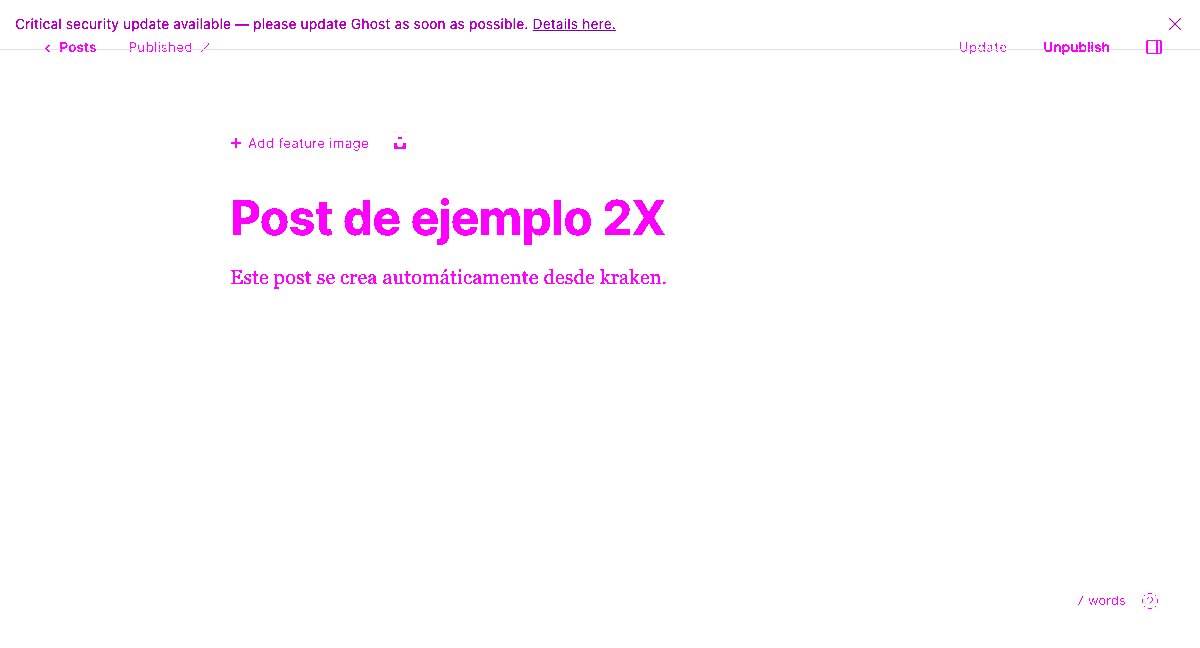 Critical security update available — please update Ghost as soon as possible. Details here.
Posts Published Update Unpublish
+ Add feature image
Post de ejemplo 2X
Este post se crea automáticamente desde kraken.
words ?